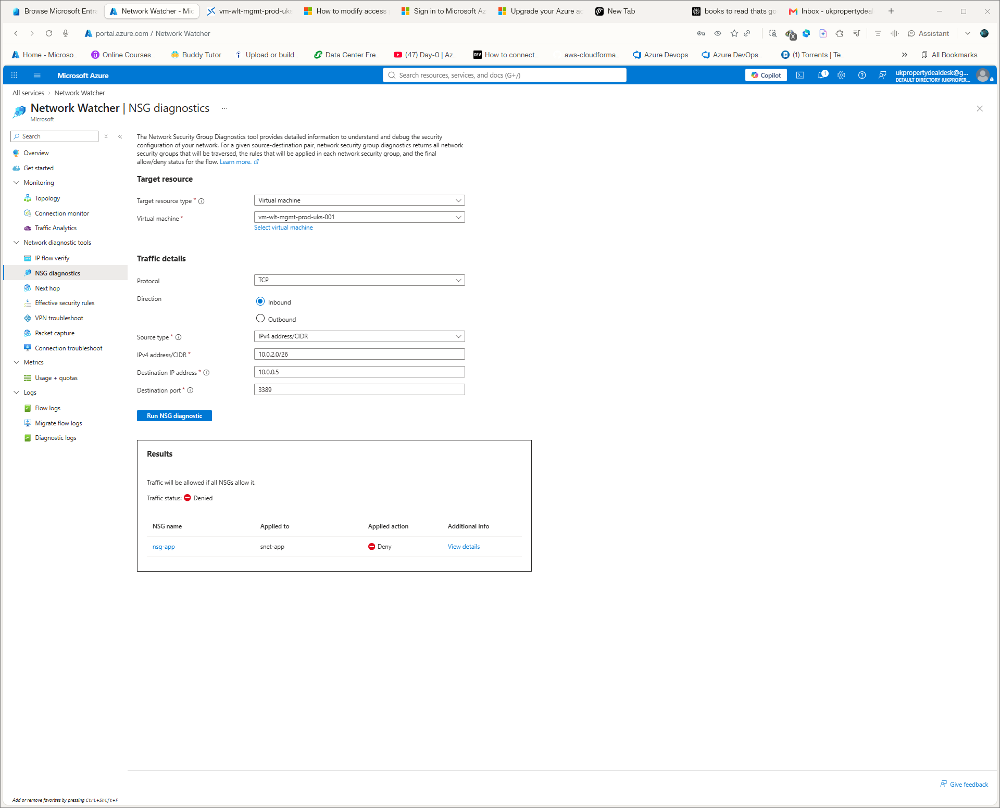 Browse Microsoft Entra
Network Watcher - Mic
vm-wlt-mgmt-prod-uks
How to modify access
Sign in to Microsoft Az
Upgrade your Azure ac
New Tab
books to read thats go
Inbox - ukpropertydeal
portal.azure.com / Network Watcher
Assistant
Home - Microso...
Online Courses...
Buddy Tutor
Upload or build...
Data Center Fre...
(47) Day-0 | Az...
How to connect...
aws-cloudforma...
Azure Devops
Azure DevOps...
(1) Torrents | Te...
All Bookmarks
Microsoft Azure
Search resources, services, and docs (G+/)
Copilot
1
ukpropertydealdesk@g...
DEFAULT DIRECTORY (UKPROPER...
All services › Network Watcher
Network Watcher | NSG diagnostics ...
Microsoft
Search
Overview
Get started
Monitoring
Topology
Connection monitor
Traffic Analytics
Network diagnostic tools
IP flow verify
NSG diagnostics
Next hop
Effective security rules
VPN troubleshoot
Packet capture
Connection troubleshoot
Metrics
Usage + quotas
Logs
Flow logs
Migrate flow logs
Diagnostic logs
The Network Security Group Diagnostics tool provides detailed information to understand and debug the security
configuration of your network. For a given source-destination pair, network security group diagnostics returns all network
security groups that will be traversed, the rules that will be applied in each network security group, and the final
allow/deny status for the flow. Learn more.
Target resource
Target resource type *
Virtual machine
Virtual machine *
vm-wlt-mgmt-prod-uks-001
Select virtual machine
Traffic details
Protocol
TCP
Direction
Inbound
Outbound
Source type *
IPv4 address/CIDR
IPv4 address/CIDR *
10.0.2.0/26
Destination IP address *
10.0.0.5
Destination port *
3389
Run NSG diagnostic
Results
Traffic will be allowed if all NSGs allow it.
Traffic status: Denied
NSG name
Applied to
Applied action
Additional info
nsg-app
snet-app
Deny
View details
Give feedback
Add or remove favorites by pressing Ctrl+Shift+F